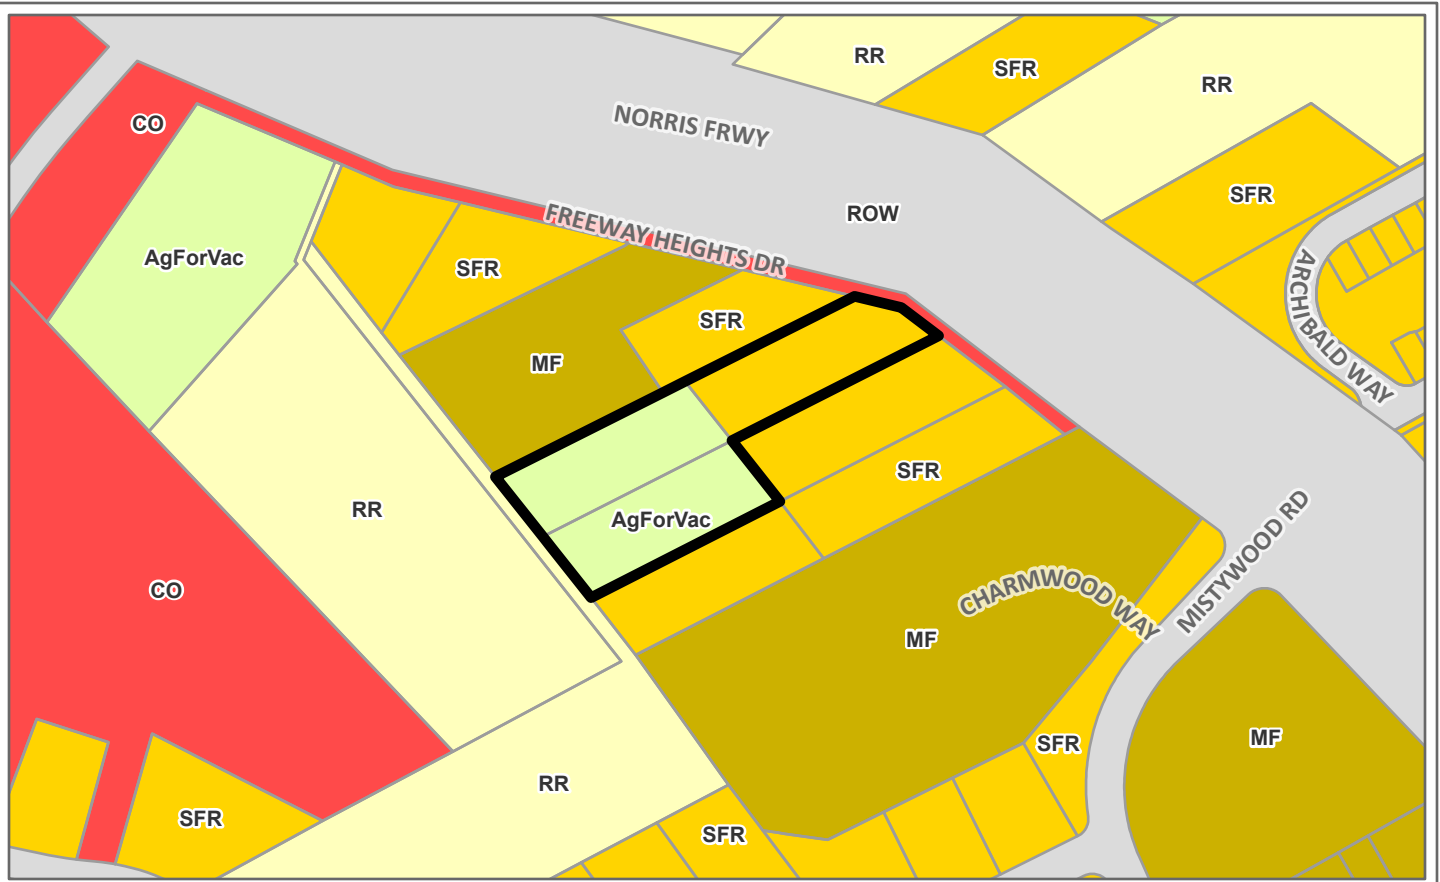 RR
SFR
RR
CO
NORRIS FRWY
SFR
ROW
FREEWAY HEIGHTS DR
AgForVac
SFR
ARCHIBALD WAY
SFR
MF
SFR
RR
AgForVac
MISTYWOOD RD
CO
CHARMWOOD WAY
MF
SFR
MF
RR
SFR
SFR